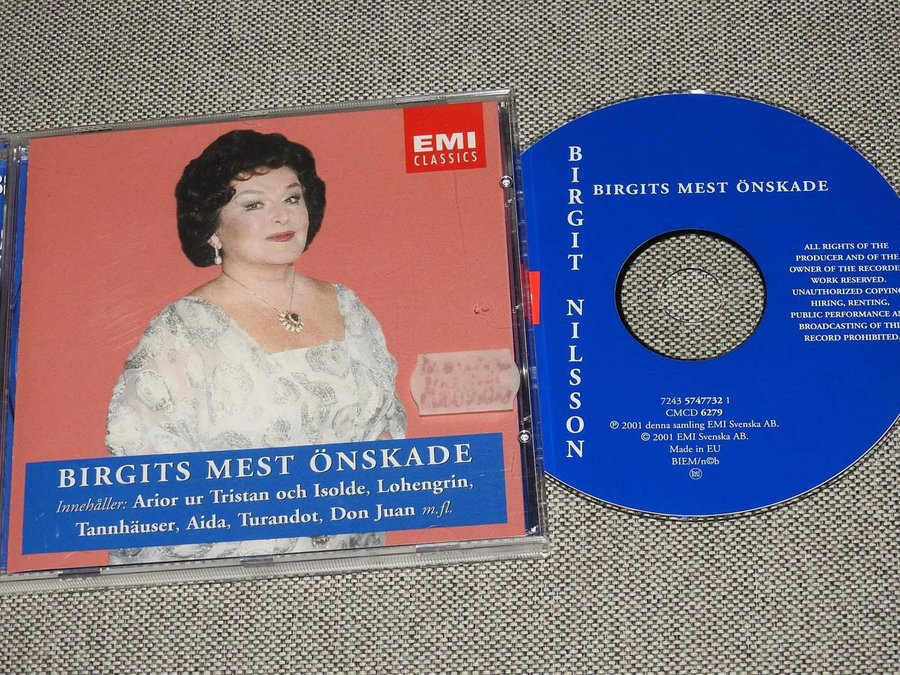 EMI
CLASSICS
BIRGITS MEST ÖNSKADE
Innehåller: Arior ur Tristan och Isolde, Lohengrin,
Tannhäuser, Aida, Turandot, Don Juan m.fl.
BIRGIT NILSSON
BIRGITS MEST ÖNSKADE
ALL RIGHTS OF THE
PRODUCER AND OF THE
OWNER OF THE RECORDED
WORK RESERVED.
UNAUTHORIZED COPYING
HIRING, RENTING,
PUBLIC PERFORMANCE AN
BROADCASTING OF THI
RECORD PROHIBITED.
7243 5747732 1
CMCD 6279
℗ 2001 denna samling EMI Svenska AB.
© 2001 EMI Svenska AB.
Made in EU
BIEM/n©b